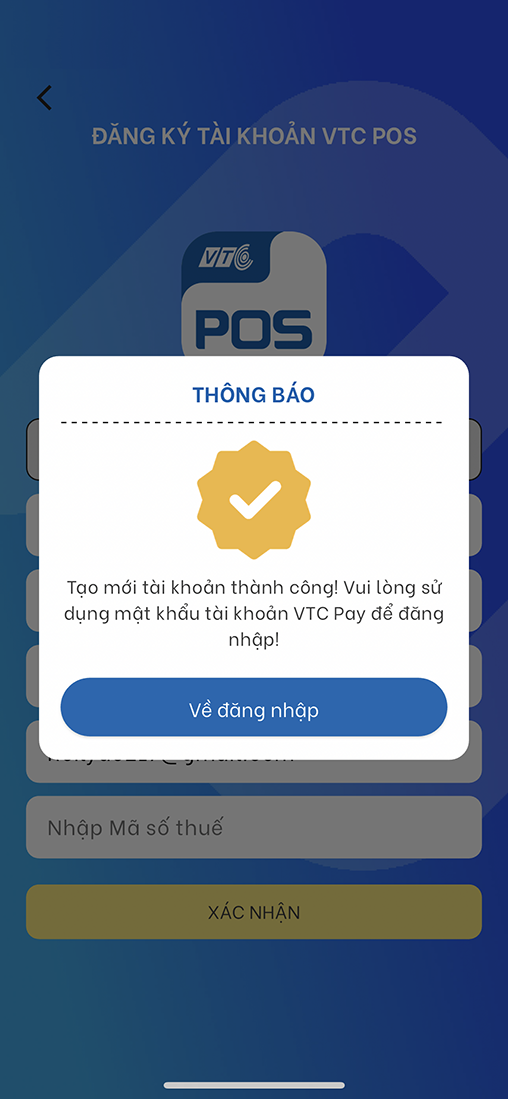 ĐĂNG KÝ TÀI KHOẢN VTC POS
VTC
POS
THÔNG BÁO
Tạo mới tài khoản thành công! Vui lòng sử
dụng mật khẩu tài khoản VTC Pay để đăng
nhập!
Về đăng nhập
Nhập Mã số thuế
XÁC NHẬN